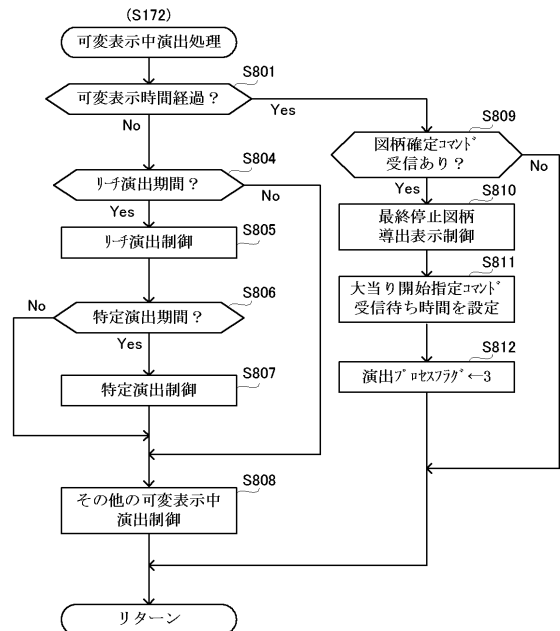 (S172)
可変表示中演出処理
S801
可変表示時間経過？
Yes
No
S809
図柄確定ｺﾏﾝﾄﾞ
受信あり？
No
Yes
S804
ﾘｰﾁ演出期間？
No
Yes
S810
最終停止図柄
導出表示制御
S805
ﾘｰﾁ演出制御
S811
大当り開始指定ｺﾏﾝﾄﾞ
受信待ち時間を設定
S806
No
特定演出期間？
Yes
S812
演出ﾌﾟﾛｾｽﾌﾗｸﾞ←3
S807
特定演出制御
S808
その他の可変表示中
演出制御
リターン